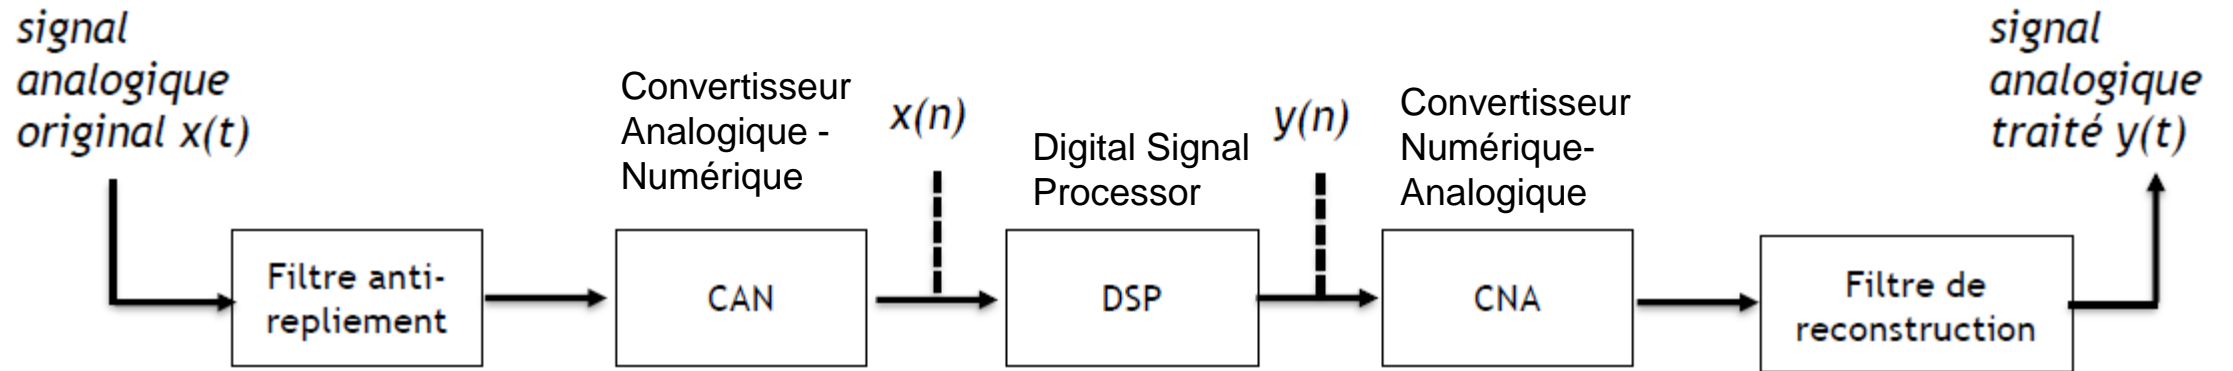 signal
analogique
original x(t)
Convertisseur
Analogique -
Numérique
x(n)
Digital Signal
Processor
y(n)
Convertisseur
Numérique-
Analogique
signal
analogique
traité y(t)
Filtre anti-
repliement
CAN
DSP
CNA
Filtre de
reconstruction